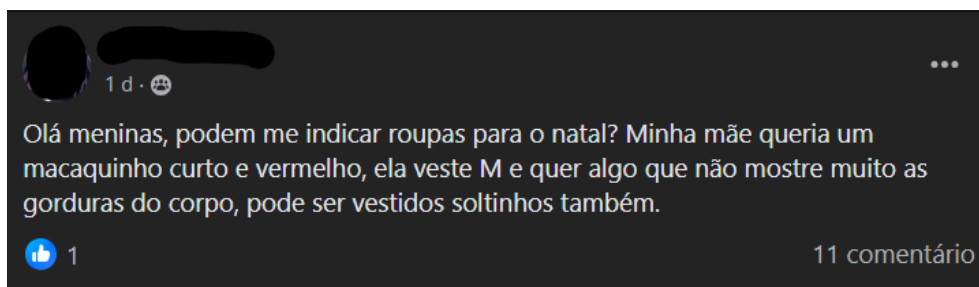 1 d ·
Olá meninas, podem me indicar roupas para o natal? Minha mãe queria um
macaquinho curto e vermelho, ela veste M e quer algo que não mostre muito as
gorduras do corpo, pode ser vestidos soltinhos também.
1
11 comentário